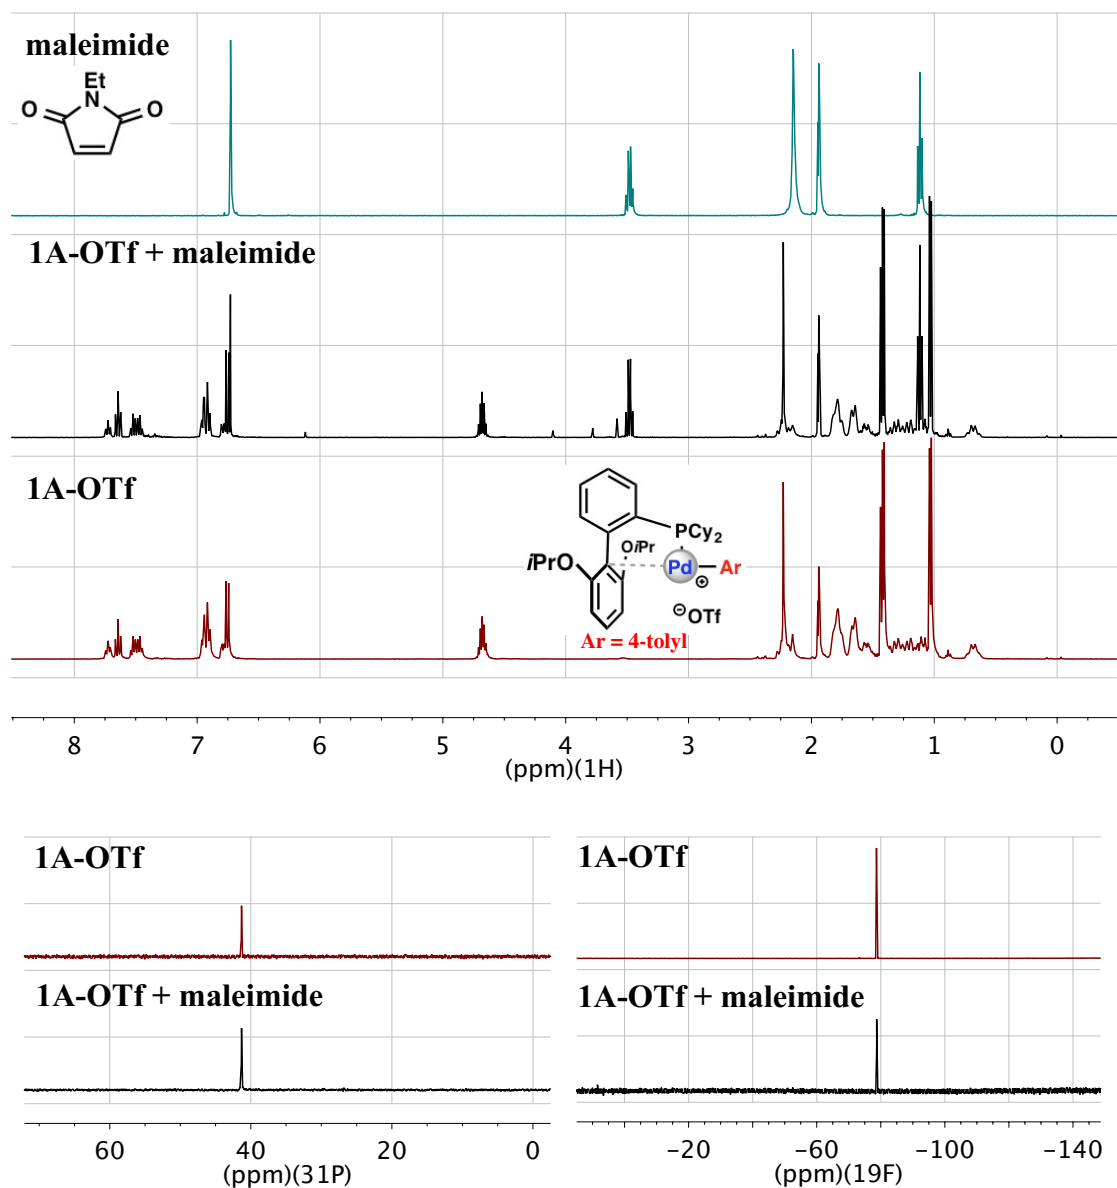 maleimide
Et
N
O
O
1A-OTf + maleimide
1A-OTf
PCy2
OiPr
iPrO
Pd
Ar
⊕
⊖OTf
Ar = 4-tolyl
8 7 6 5 4 3 2 1 0
(ppm)(1H)
1A-OTf
1A-OTf + maleimide
60 40 20 0
(ppm)(31P)
1A-OTf
1A-OTf + maleimide
−20 −60 −100 −140
(ppm)(19F)